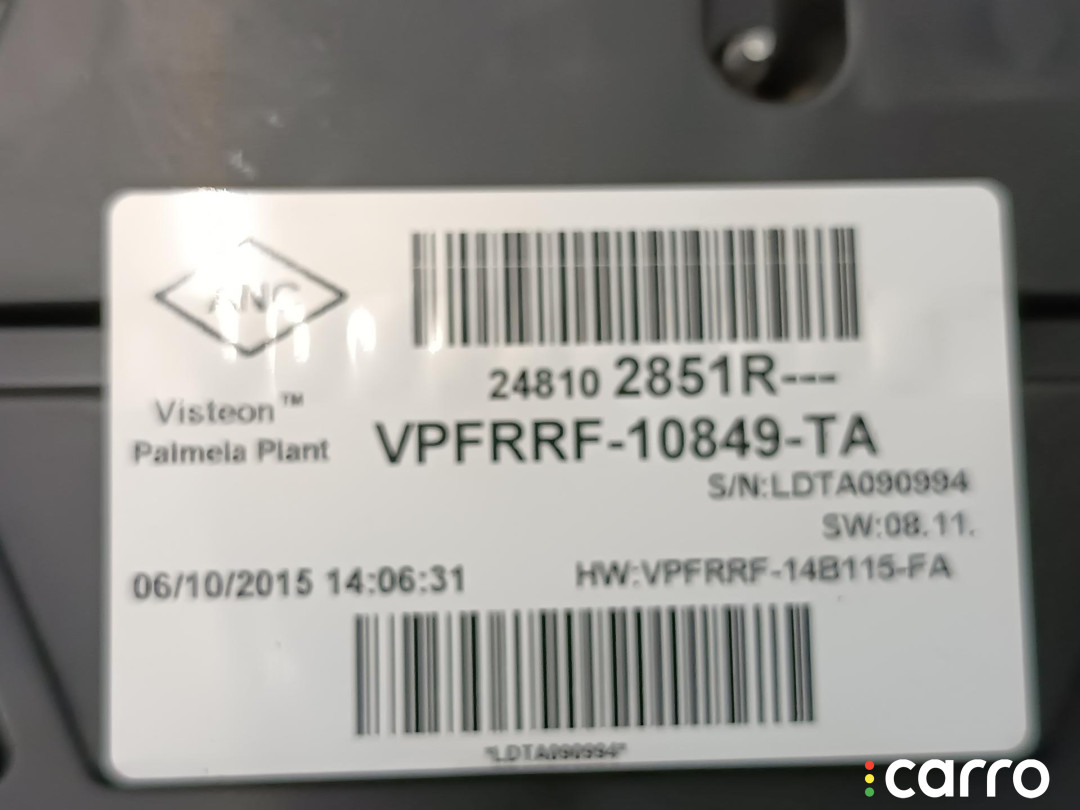 ANC
24810 2851R---
Visteon™
Palmela Plant
VPFRRF-10849-TA
S/N:LDTA090994
SW:08.11.
06/10/2015 14:06:31
HW:VPFRRF-14B115-FA
*LDTA090994*
carro